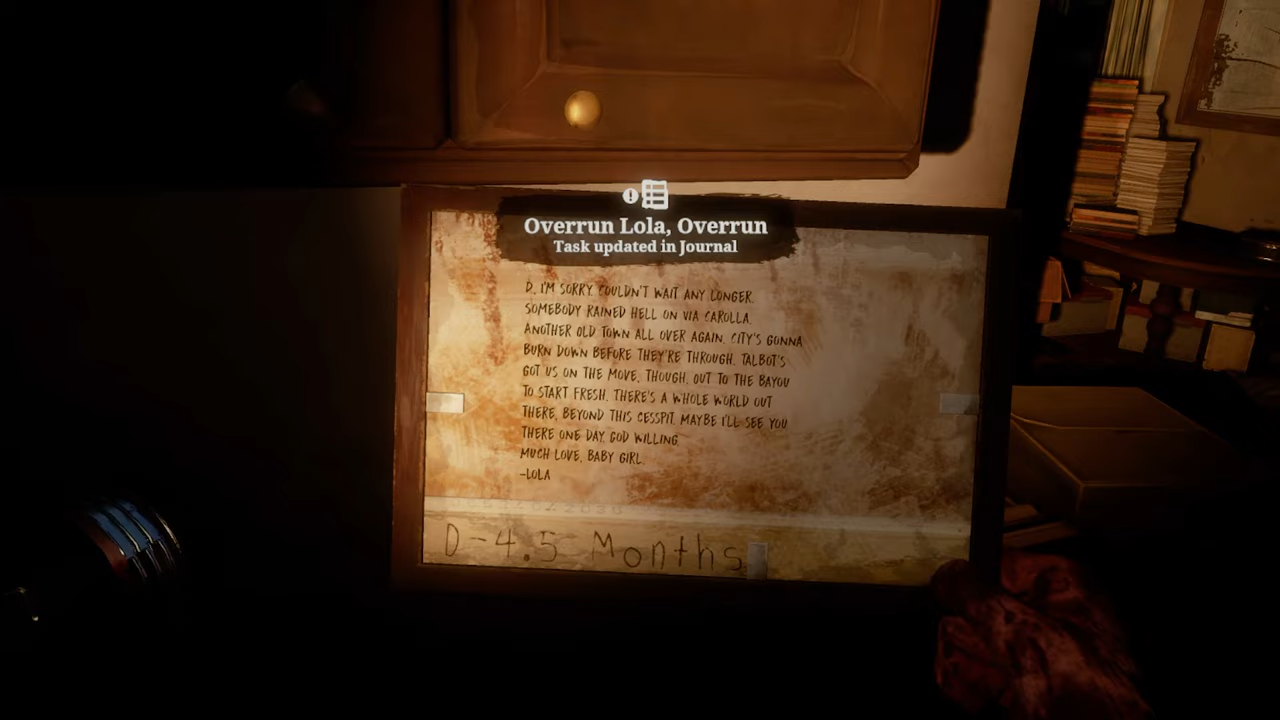 Overrun Lola, Overrun
Task updated in Journal
D, I'M SORRY. COULDN'T WAIT ANY LONGER.
SOMEBODY RAINED HELL ON VIA CAROLLA.
ANOTHER OLD TOWN ALL OVER AGAIN. CITY'S GONNA
BURN DOWN BEFORE THEY'RE THROUGH. TALBOT'S
GOT US ON THE MOVE, THOUGH. OUT TO THE BAYOU
TO START FRESH. THERE'S A WHOLE WORLD OUT
THERE, BEYOND THIS CESSPIT. MAYBE I'LL SEE YOU
THERE ONE DAY, GOD WILLING.
MUCH LOVE, BABY GIRL.
-LOLA
D-4.5 Months